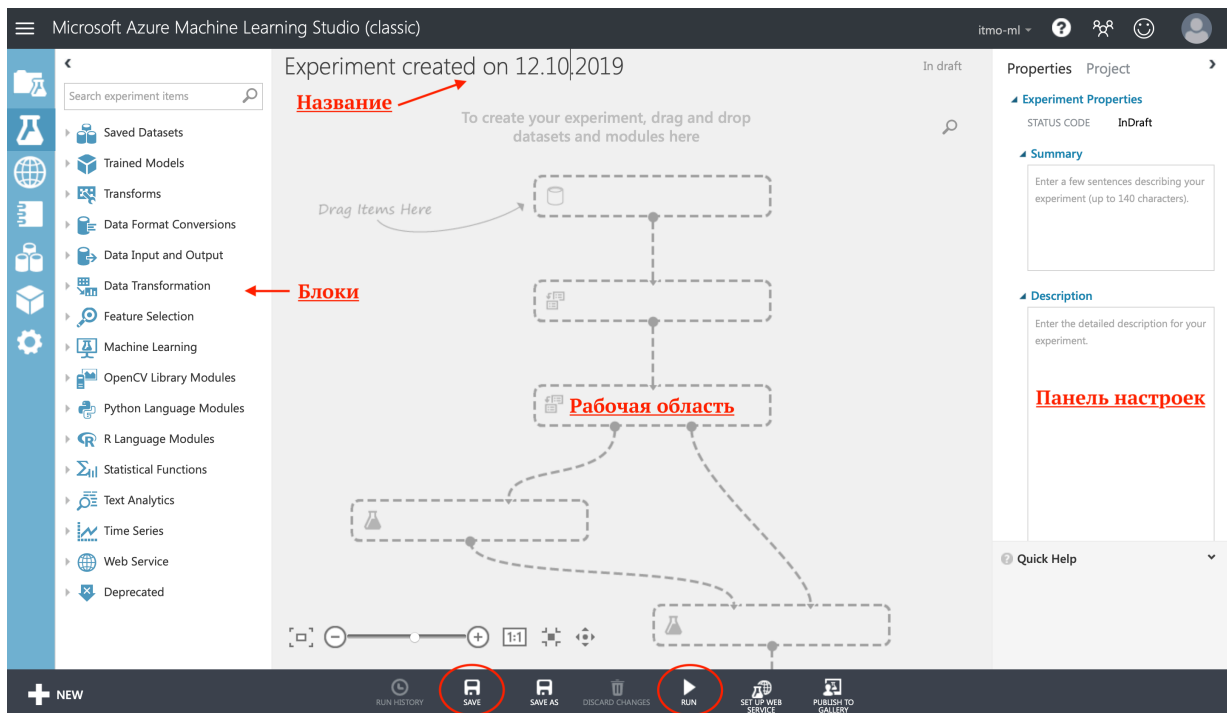 Microsoft Azure Machine Learning Studio (classic)
itmo-ml
Search experiment items
Saved Datasets
Trained Models
Transforms
Data Format Conversions
Data Input and Output
Data Transformation
Feature Selection
Machine Learning
OpenCV Library Modules
Python Language Modules
R Language Modules
Statistical Functions
Text Analytics
Time Series
Web Service
Deprecated
Блоки
Experiment created on 12.10.2019
In draft
Название
To create your experiment, drag and drop
datasets and modules here
Drag Items Here
Рабочая область
1:1
Properties Project
Experiment Properties
STATUS CODE InDraft
Summary
Enter a few sentences describing your
experiment (up to 140 characters).
Description
Enter the detailed description for your
experiment.
Панель настроек
Quick Help
NEW
RUN HISTORY
SAVE
SAVE AS
DISCARD CHANGES
RUN
SET UP WEB
SERVICE
PUBLISH TO
GALLERY